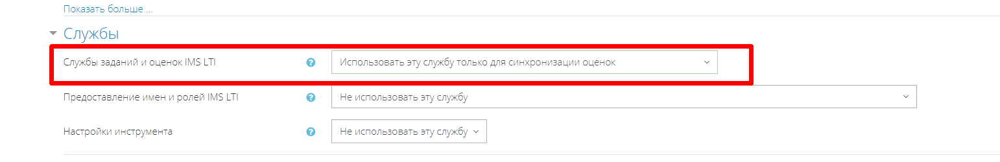 Показать больше ...
Службы
Службы заданий и оценок IMS LTI
Использовать эту службу только для синхронизации оценок
Предоставление имен и ролей IMS LTI
Не использовать эту службу
Настройки инструмента
Не использовать эту службу